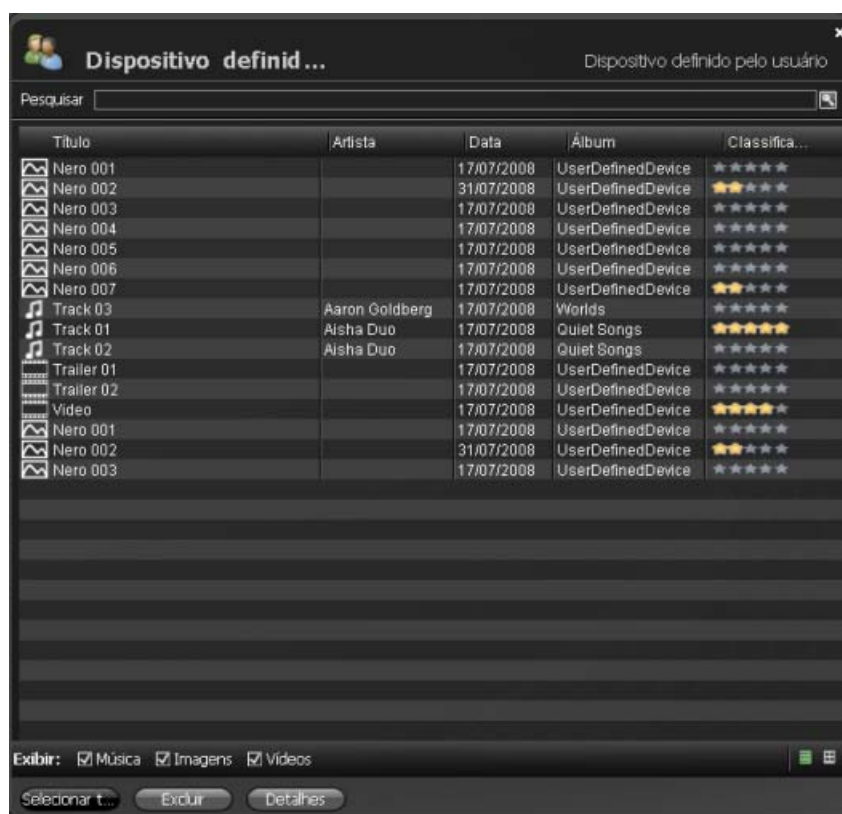 Dispositivo definid...
Dispositivo definido pelo usuário
Pesquisar
Título Artista Data Álbum Classifica...
Nero 001 17/07/2008 UserDefinedDevice
Nero 002 31/07/2008 UserDefinedDevice
Nero 003 17/07/2008 UserDefinedDevice
Nero 004 17/07/2008 UserDefinedDevice
Nero 005 17/07/2008 UserDefinedDevice
Nero 006 17/07/2008 UserDefinedDevice
Nero 007 17/07/2008 UserDefinedDevice
Track 03 Aaron Goldberg 17/07/2008 Worlds
Track 01 Aisha Duo 17/07/2008 Quiet Songs
Track 02 Aisha Duo 17/07/2008 Quiet Songs
Trailer 01 17/07/2008 UserDefinedDevice
Trailer 02 17/07/2008 UserDefinedDevice
Video 17/07/2008 UserDefinedDevice
Nero 001 17/07/2008 UserDefinedDevice
Nero 002 31/07/2008 UserDefinedDevice
Nero 003 17/07/2008 UserDefinedDevice
Exibir: Música Imagens Vídeos
Selecionar t... Excluir Detalhes